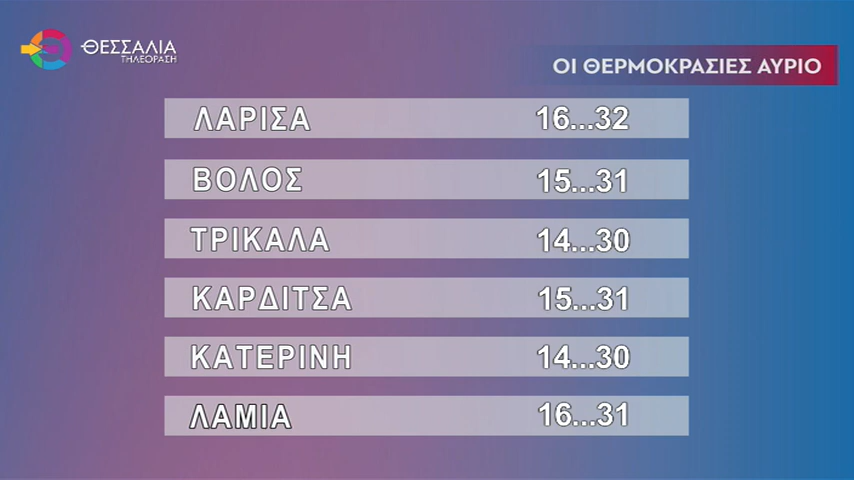 ΘΕΣΣΑΛΙΑ
ΤΗΛΕΟΡΑΣΗ
ΟΙ ΘΕΡΜΟΚΡΑΣΙΕΣ ΑΥΡΙΟ
ΛΑΡΙΣΑ 16...32
ΒΟΛΟΣ 15...31
ΤΡΙΚΑΛΑ 14...30
ΚΑΡΔΙΤΣΑ 15...31
ΚΑΤΕΡΙΝΗ 14...30
ΛΑΜΙΑ 16...31